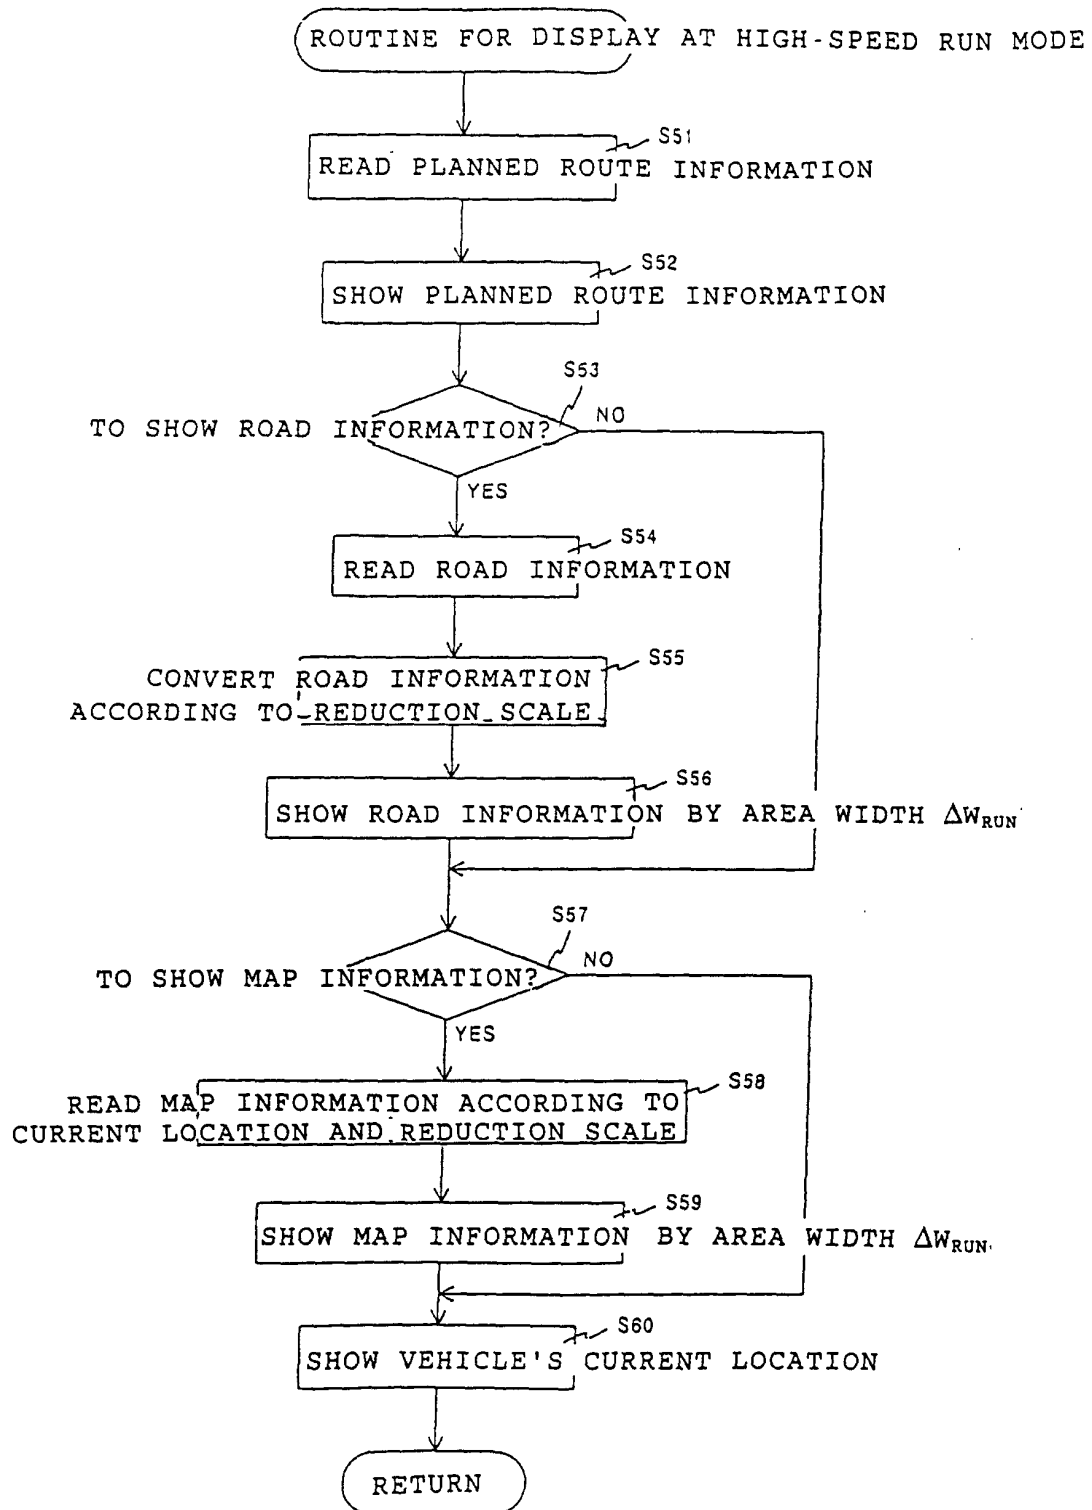 ROUTINE FOR DISPLAY AT HIGH-SPEED RUN MODE
S51
READ PLANNED ROUTE INFORMATION
S52
SHOW PLANNED ROUTE INFORMATION
S53
TO SHOW ROAD INFORMATION?
NO
YES
S54
READ ROAD INFORMATION
S55
CONVERT ROAD INFORMATION
ACCORDING TO REDUCTION SCALE
S56
SHOW ROAD INFORMATION BY AREA WIDTH ΔWRUN
S57
TO SHOW MAP INFORMATION?
NO
YES
S58
READ MAP INFORMATION ACCORDING TO
CURRENT LOCATION AND REDUCTION SCALE
S59
SHOW MAP INFORMATION BY AREA WIDTH ΔWRUN
S60
SHOW VEHICLE'S CURRENT LOCATION
RETURN